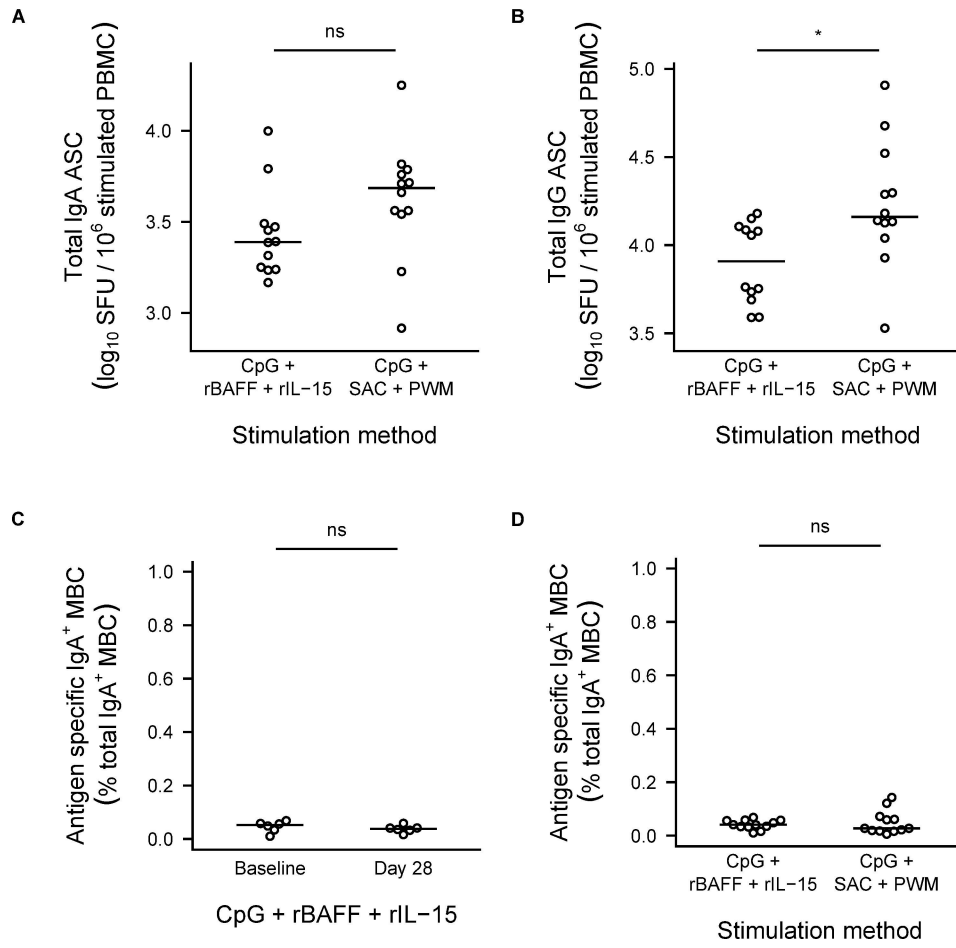 A
ns
Total IgA ASC
(log10 SFU / 10^6 stimulated PBMC)
4.0
3.5
3.0
CpG +
rBAFF + rIL−15
CpG +
SAC + PWM
Stimulation method
B
*
Total IgG ASC
(log10 SFU / 10^6 stimulated PBMC)
5.0
4.5
4.0
3.5
CpG +
rBAFF + rIL−15
CpG +
SAC + PWM
Stimulation method
C
ns
Antigen specific IgA+ MBC
(% total IgA+ MBC)
1.0
0.8
0.6
0.4
0.2
0.0
Baseline
Day 28
CpG + rBAFF + rIL−15
D
ns
Antigen specific IgA+ MBC
(% total IgA+ MBC)
1.0
0.8
0.6
0.4
0.2
0.0
CpG +
rBAFF + rIL−15
CpG +
SAC + PWM
Stimulation method